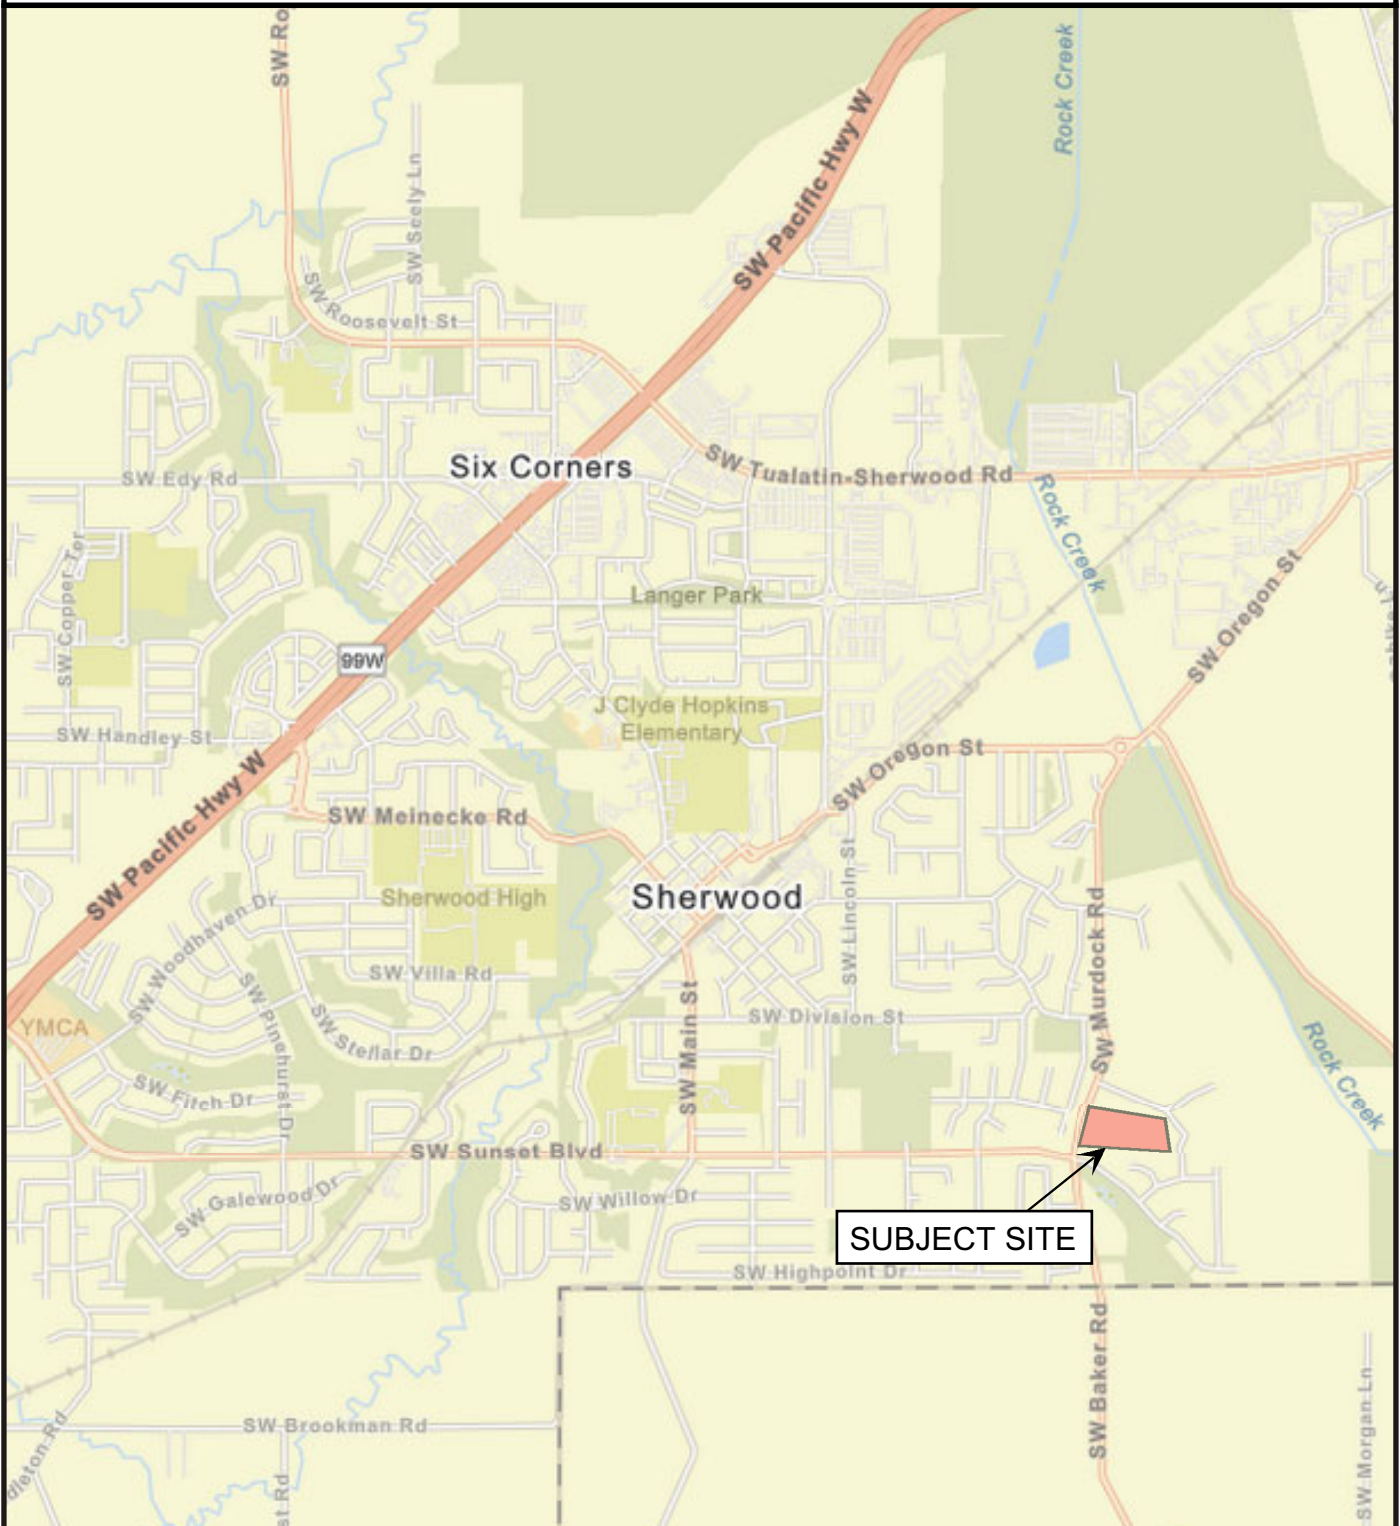 SW Ro
Rock Creek
SW Pacific Hwy W
SW Seely Ln
SW Roosevelt St
Six Corners
SW Tualatin-Sherwood Rd
SW Edy Rd
Rock Creek
SW Copper Ter
Langer Park
SW Oregon St
99W
J Clyde Hopkins
Elementary
SW Handley St
SW Oregon St
SW Pacific Hwy W
SW Meinecke Rd
Sherwood High
Sherwood
SW Lincoln St
SW Murdock Rd
SW Woodhaven Dr
SW Villa Rd
SW Pinehurst Dr
SW Stellar Dr
YMCA
SW Main St
SW Division St
Rock Creek
SW Fitch Dr
SW Sunset Blvd
SW Galewood Dr
SW Willow Dr
SUBJECT SITE
SW Highpoint Dr
SW Baker Rd
SW Morgan Ln
SW Brookman Rd
dleton Rd
st Rd